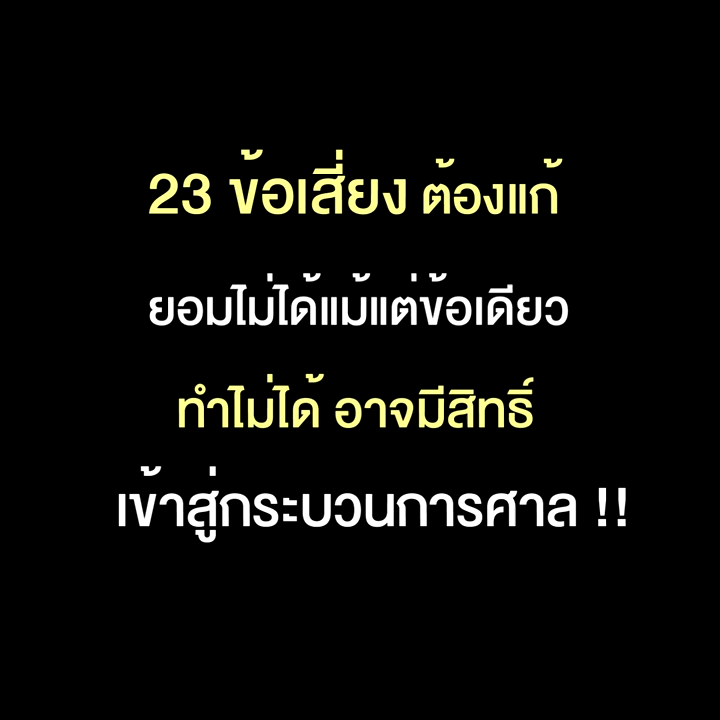 23 ข้อเสี่ยง ต้องแก้
ยอมไม่ได้แม้แต่ข้อเดียว
ทำไม่ได้ อาจมีสิทธิ์
เข้าสู่กระบวนการศาล !!